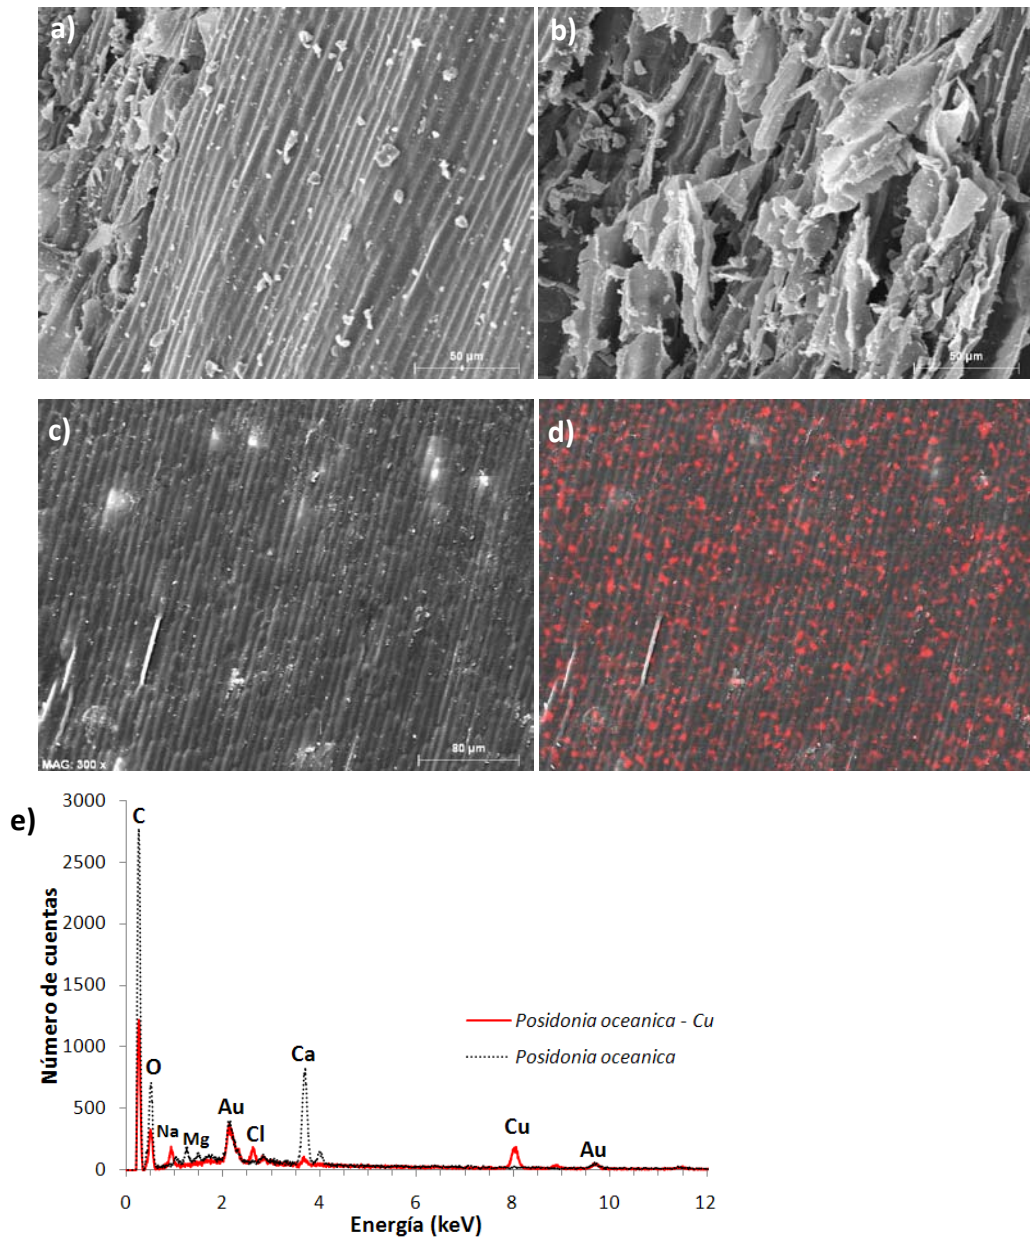 a)
b)
50 µm
50 µm
c)
d)
MAG: 300 x
80 µm
e)
3000
2500
2000
1500
1000
500
0
Número de cuentas
C
O
Na
Mg
Au
Cl
Ca
Cu
Au
Posidonia oceanica - Cu
Posidonia oceanica
0
2
4
6
8
10
12
Energía (keV)